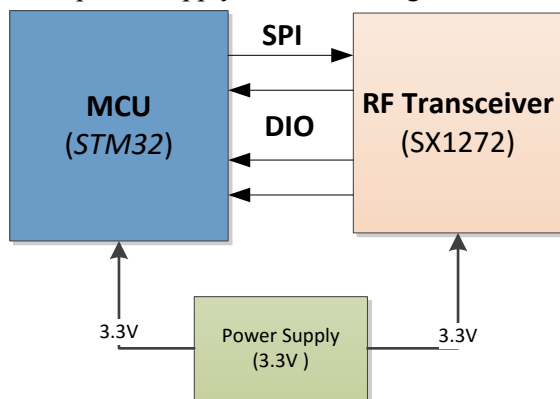 SPI
MCU
(STM32)
DIO
RF Transceiver
(SX1272)
3.3V
3.3V
Power Supply
(3.3V )